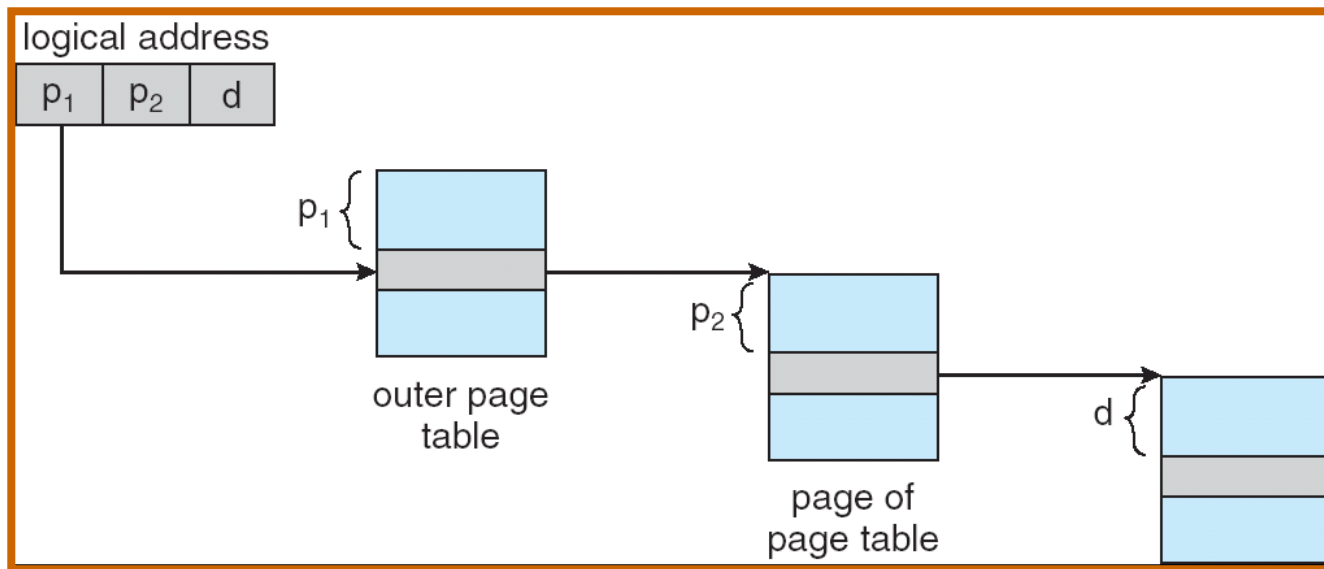 logical address
p₁ p₂ d
p₁
outer page
table
p₂
page of
page table
d